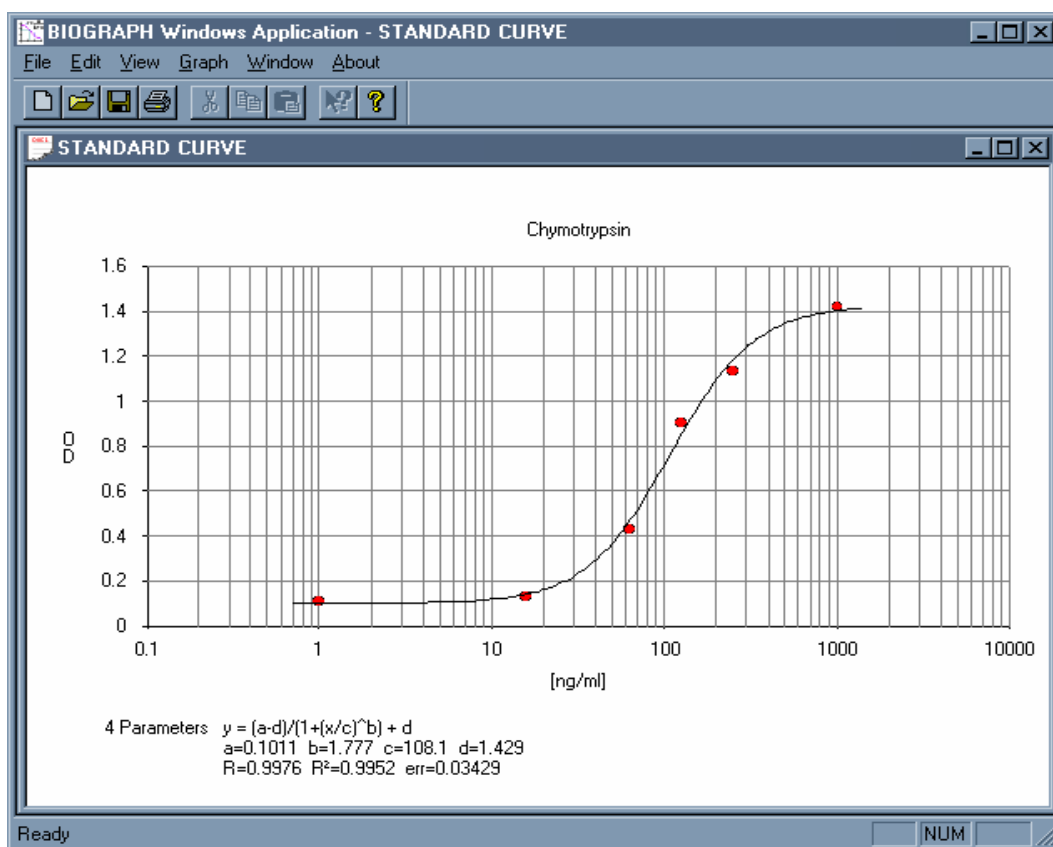 BIOGRAPH Windows Application - STANDARD CURVE
File Edit View Graph Window About
STANDARD CURVE
Chymotrypsin
1.6
1.4
1.2
1
0.8
0.6
0.4
0.2
0
OD
0.1 1 10 100 1000 10000
[ng/ml]
4 Parameters y = (a-d)/(1+(x/c)^b) + d
a=0.1011 b=1.777 c=108.1 d=1.429
R=0.9976 R²=0.9952 err=0.03429
Ready NUM